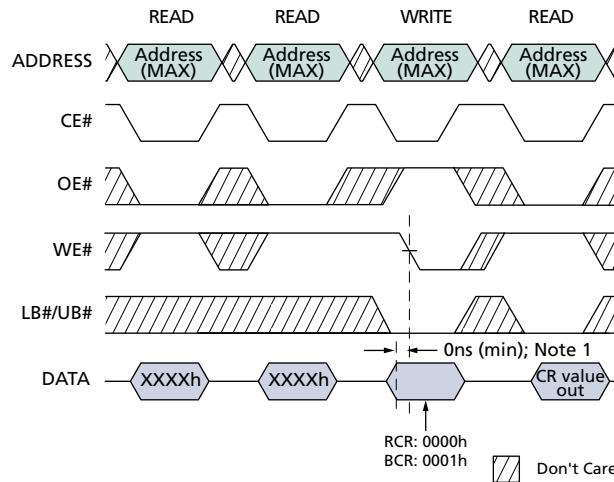 READ READ WRITE READ
ADDRESS Address (MAX) Address (MAX) Address (MAX) Address (MAX)
CE#
OE#
WE#
LB#/UB#
0ns (min); Note 1
DATA XXXXh XXXXh CR value out
RCR: 0000h
BCR: 0001h
Don't Care